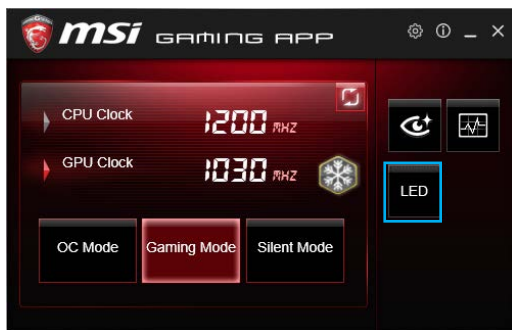 msi GAMING APP
CPU Clock 1200 MHZ
GPU Clock 1030 MHZ
OC Mode Gaming Mode Silent Mode
LED